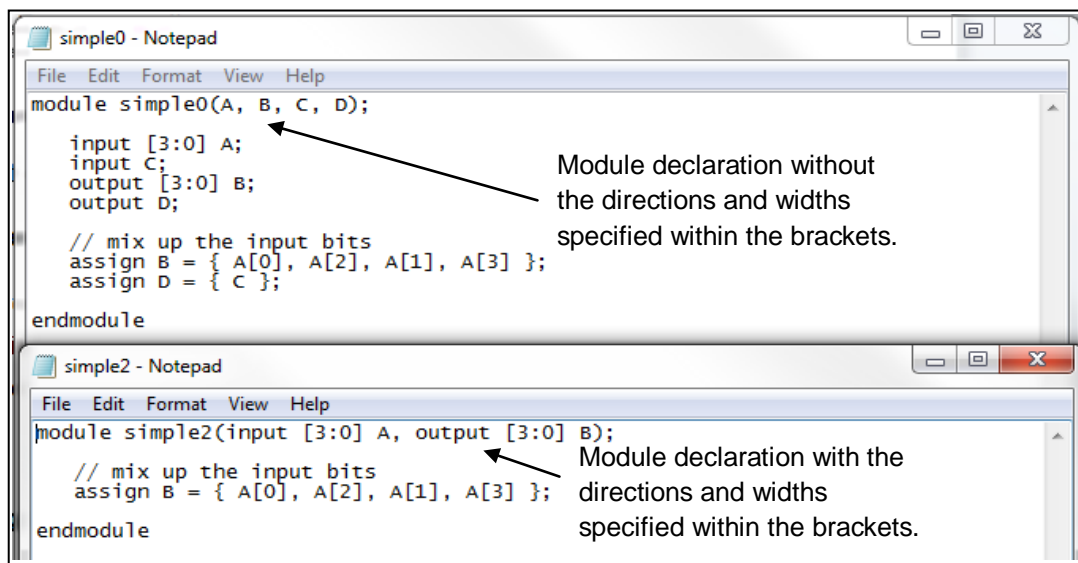 simple0 - Notepad
File Edit Format View Help
module simple0(A, B, C, D);
input [3:0] A;
input C;
output [3:0] B;
output D;
// mix up the input bits
assign B = { A[0], A[2], A[1], A[3] };
assign D = { C };
endmodule
Module declaration without
the directions and widths
specified within the brackets.
simple2 - Notepad
File Edit Format View Help
module simple2(input [3:0] A, output [3:0] B);
// mix up the input bits
assign B = { A[0], A[2], A[1], A[3] };
endmodule
Module declaration with the
directions and widths
specified within the brackets.